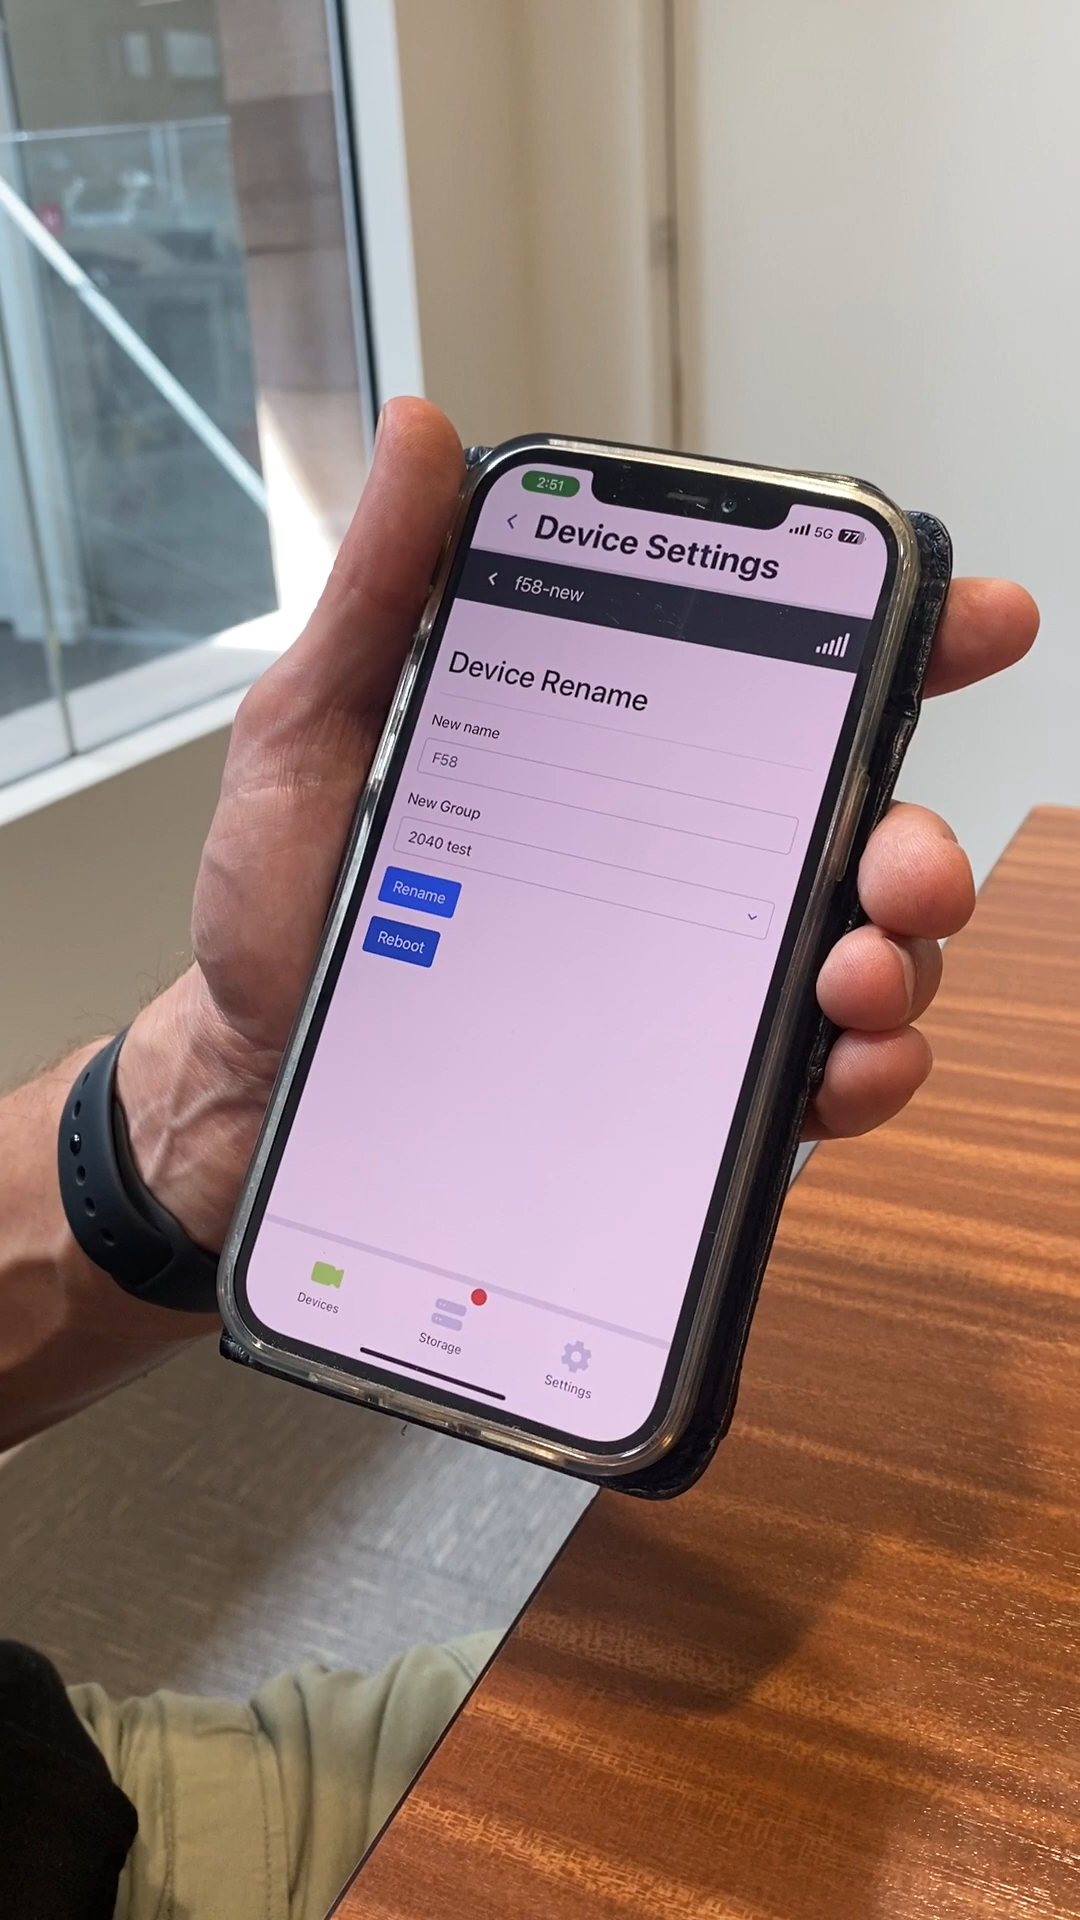 2:51
5G 77
Device Settings
f58-new
Device Rename
New name
F58
New Group
2040 test
Rename
Reboot
Devices
Storage
Settings